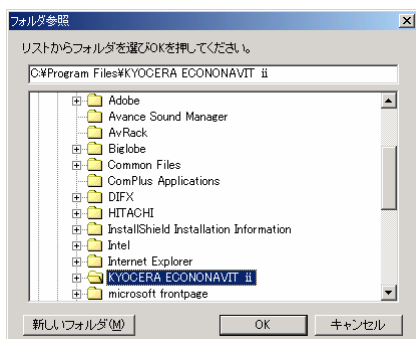 フォルダ参照
リストからフォルダを選びOKを押してください。
C:¥Program Files¥KYOCERA ECONONAVIT ⅱ
Adobe
Avance Sound Manager
AvRack
Biglobe
Common Files
ComPlus Applications
DIFX
HITACHI
InstallShield Installation Information
Intel
Internet Explorer
KYOCERA ECONONAVIT ⅱ
microsoft frontpage
新しいフォルダ(M) OK キャンセル